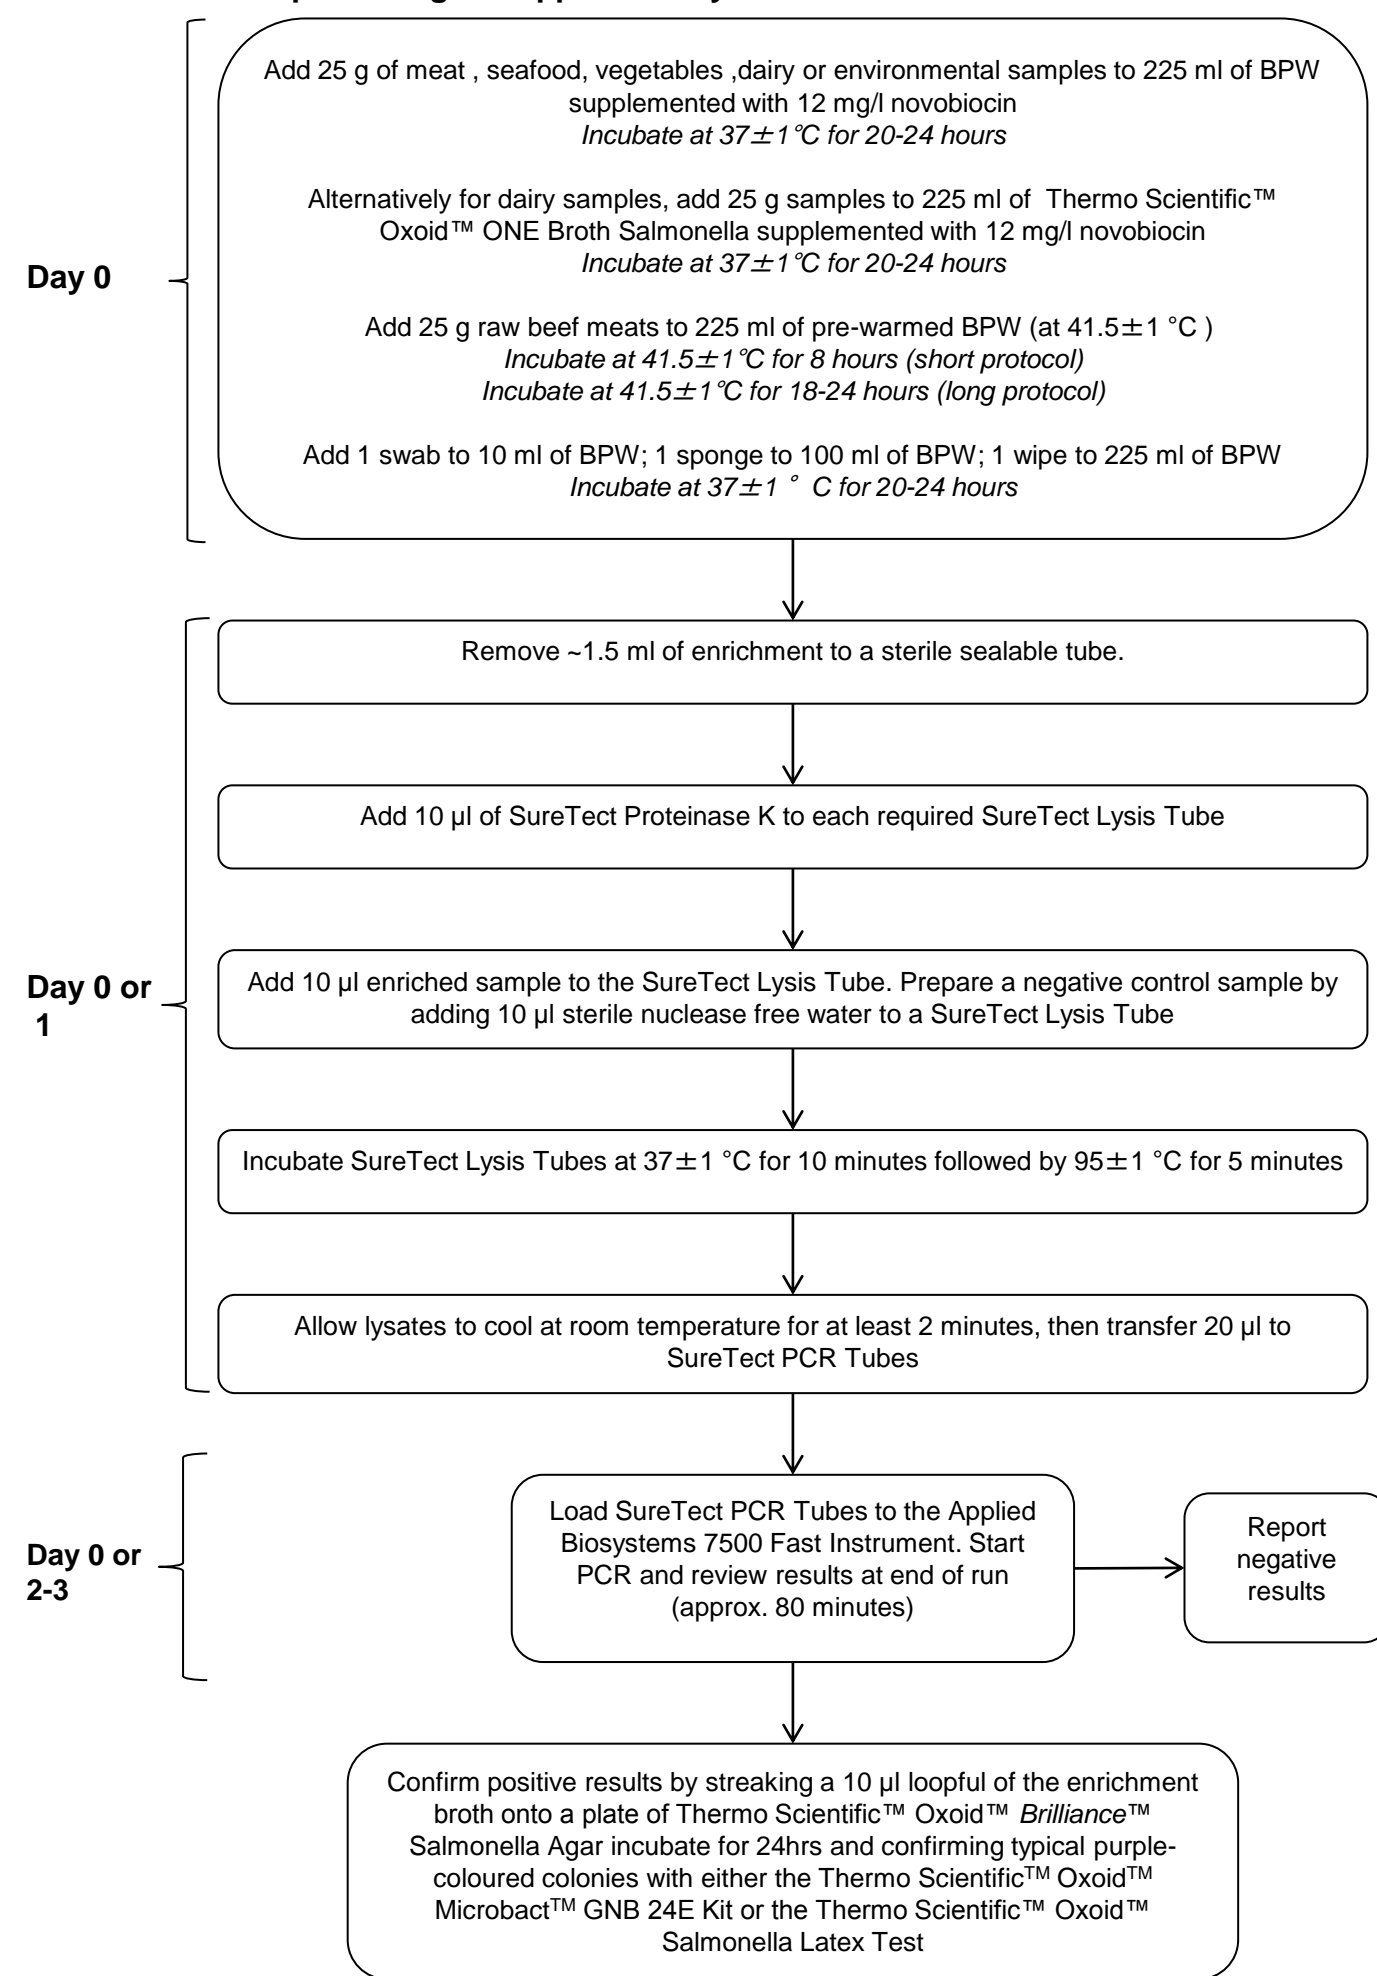 Day 0
Add 25 g of meat , seafood, vegetables ,dairy or environmental samples to 225 ml of BPW
supplemented with 12 mg/l novobiocin
Incubate at 37±1℃ for 20-24 hours
Alternatively for dairy samples, add 25 g samples to 225 ml of Thermo Scientific™
Oxoid™ ONE Broth Salmonella supplemented with 12 mg/l novobiocin
Incubate at 37±1℃ for 20-24 hours
Add 25 g raw beef meats to 225 ml of pre-warmed BPW (at 41.5±1 °C )
Incubate at 41.5±1℃ for 8 hours (short protocol)
Incubate at 41.5±1℃ for 18-24 hours (long protocol)
Add 1 swab to 10 ml of BPW; 1 sponge to 100 ml of BPW; 1 wipe to 225 ml of BPW
Incubate at 37±1 ° C for 20-24 hours
Day 0 or
1
Remove ~1.5 ml of enrichment to a sterile sealable tube.
Add 10 µl of SureTect Proteinase K to each required SureTect Lysis Tube
Add 10 µl enriched sample to the SureTect Lysis Tube. Prepare a negative control sample by
adding 10 µl sterile nuclease free water to a SureTect Lysis Tube
Incubate SureTect Lysis Tubes at 37±1 °C for 10 minutes followed by 95±1 °C for 5 minutes
Allow lysates to cool at room temperature for at least 2 minutes, then transfer 20 µl to
SureTect PCR Tubes
Day 0 or
2-3
Load SureTect PCR Tubes to the Applied
Biosystems 7500 Fast Instrument. Start
PCR and review results at end of run
(approx. 80 minutes)
Report
negative
results
Confirm positive results by streaking a 10 µl loopful of the enrichment
broth onto a plate of Thermo Scientific™ Oxoid™ Brilliance™
Salmonella Agar incubate for 24hrs and confirming typical purple-
coloured colonies with either the Thermo Scientific™ Oxoid™
Microbact™ GNB 24E Kit or the Thermo Scientific™ Oxoid™
Salmonella Latex Test